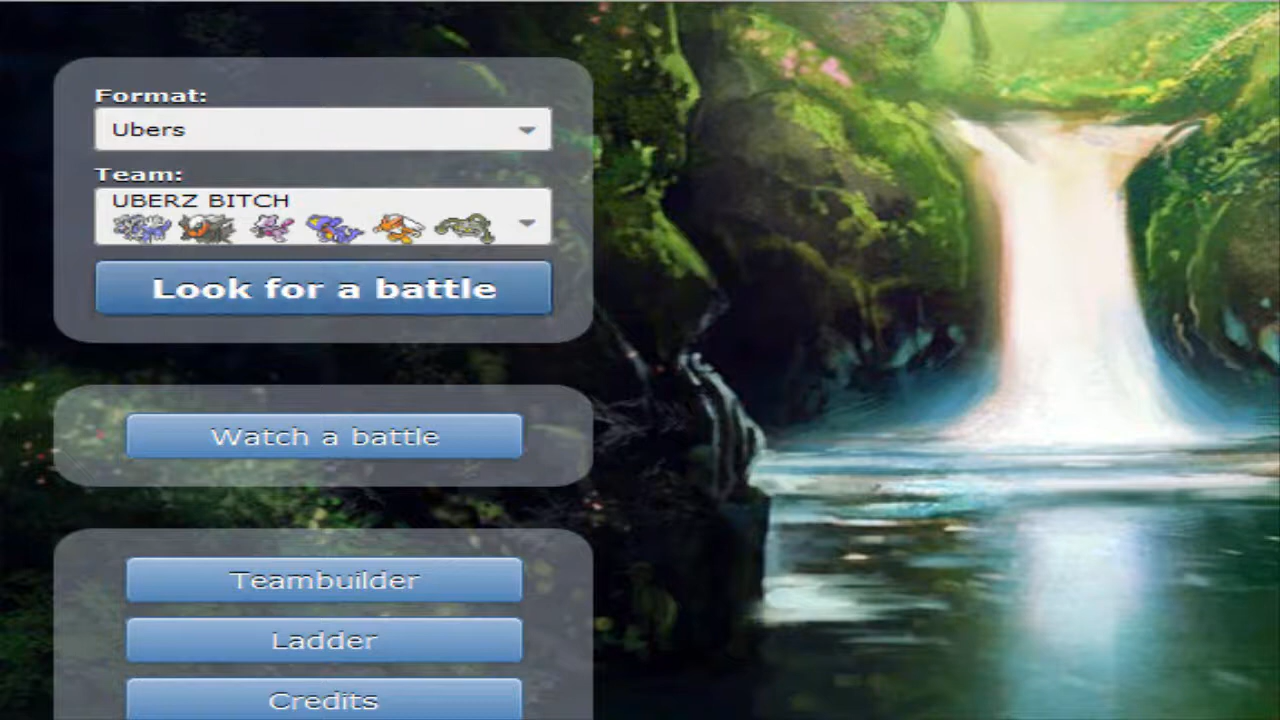 Format:
Ubers
Team:
UBERZ BITCH
Look for a battle
Watch a battle
Teambuilder
Ladder
Credits